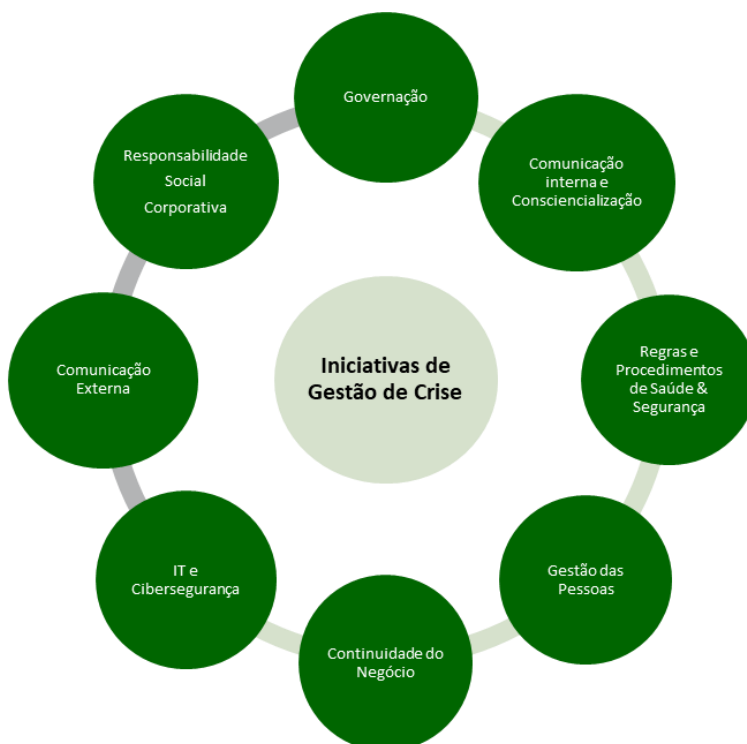 Governação
Comunicação
interna e
Consciencialização
Regras e
Procedimentos
de Saúde &
Segurança
Gestão das
Pessoas
Continuidade do
Negócio
IT e
Cibersegurança
Comunicação
Externa
Responsabilidade
Social
Corporativa
Iniciativas de
Gestão de Crise